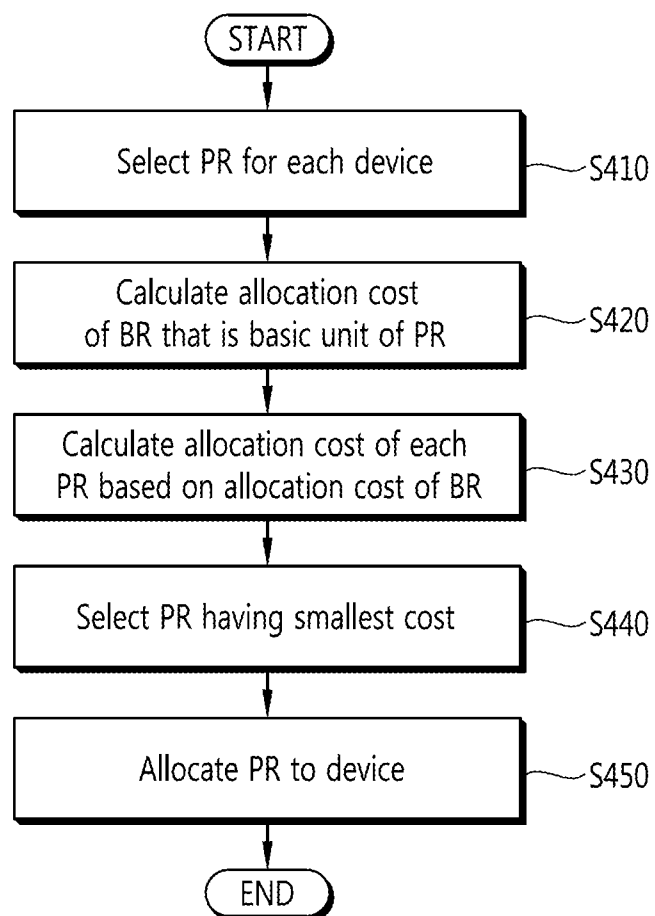 START
Select PR for each device
S410
Calculate allocation cost
of BR that is basic unit of PR
S420
Calculate allocation cost of each
PR based on allocation cost of BR
S430
Select PR having smallest cost
S440
Allocate PR to device
S450
END